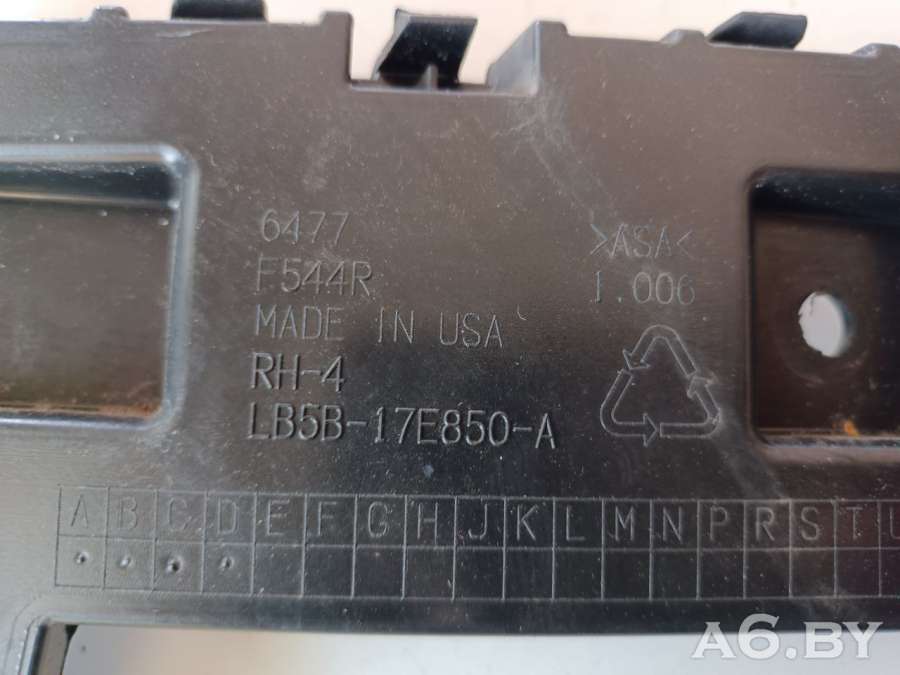 6477
F544R
MADE IN USA
RH-4
LB5B-17E850-A
>ASA<
1.006
A B C D E F G H J K L M N P R S T U
A6.BY